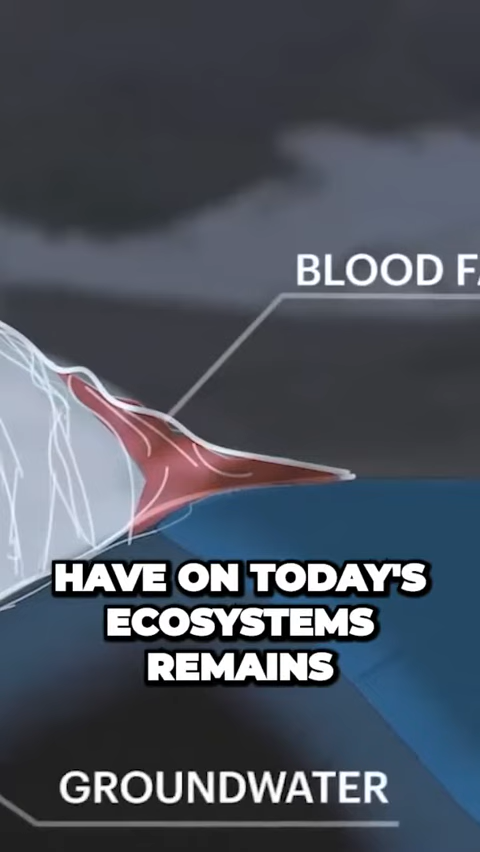 BLOOD FA
HAVE ON TODAY'S
ECOSYSTEMS
REMAINS
GROUNDWATER